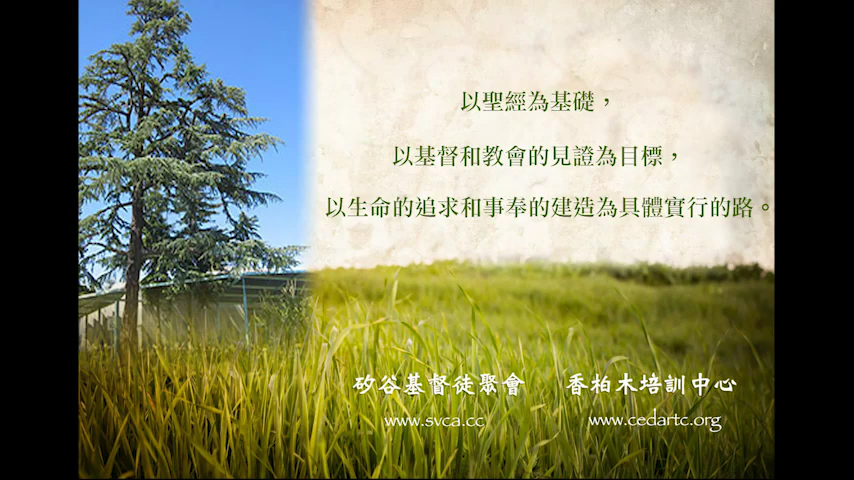 以聖經為基礎，
以基督和教會的見證為目標，
以生命的追求和事奉的建造為具體實行的路。
矽谷基督徒聚會 香柏木培訓中心
www.svca.cc www.cedartc.org